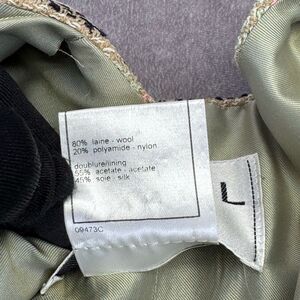 80% laine - wool
20% polyamide - nylon
doublure/lining
55% acetate - acetate
45% soie - silk
09473C
L